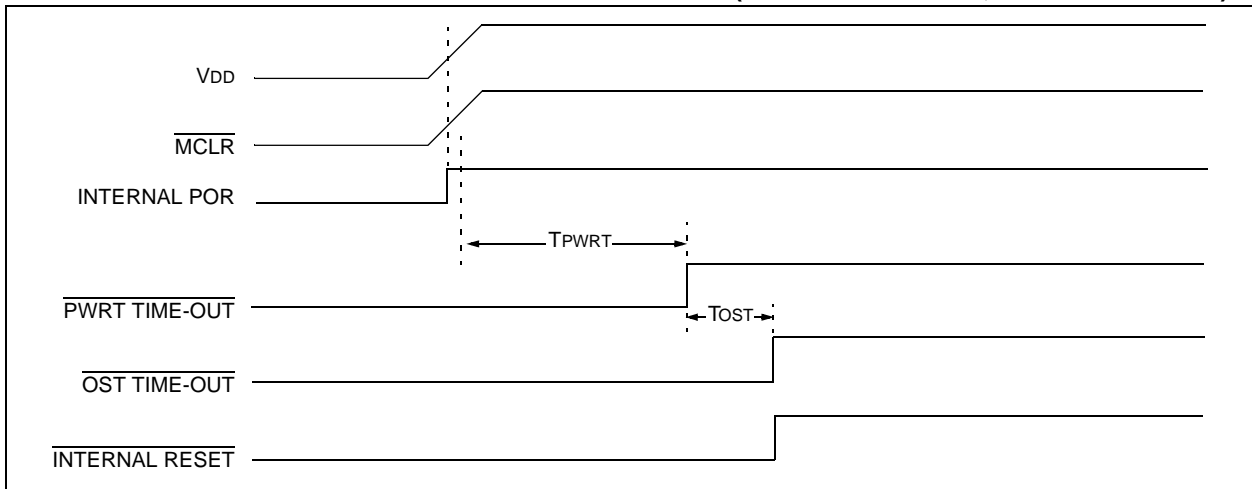 VDD
MCLR
INTERNAL POR
TPWRT
PWRT TIME-OUT
TOST
OST TIME-OUT
INTERNAL RESET